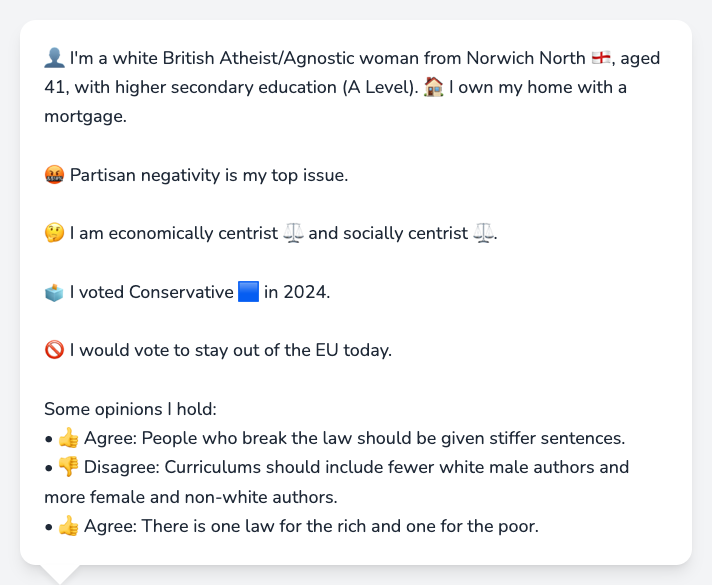 👤 I'm a white British Atheist/Agnostic woman from Norwich North 🏴󠁧󠁢󠁥󠁮󠁧󠁿, aged
41, with higher secondary education (A Level). 🏠 I own my home with a
mortgage.
🤬 Partisan negativity is my top issue.
🤔 I am economically centrist ⚖️ and socially centrist ⚖️.
🗳️ I voted Conservative 🟦 in 2024.
🚫 I would vote to stay out of the EU today.
Some opinions I hold:
• 👍 Agree: People who break the law should be given stiffer sentences.
• 👎 Disagree: Curriculums should include fewer white male authors and
more female and non-white authors.
• 👍 Agree: There is one law for the rich and one for the poor.